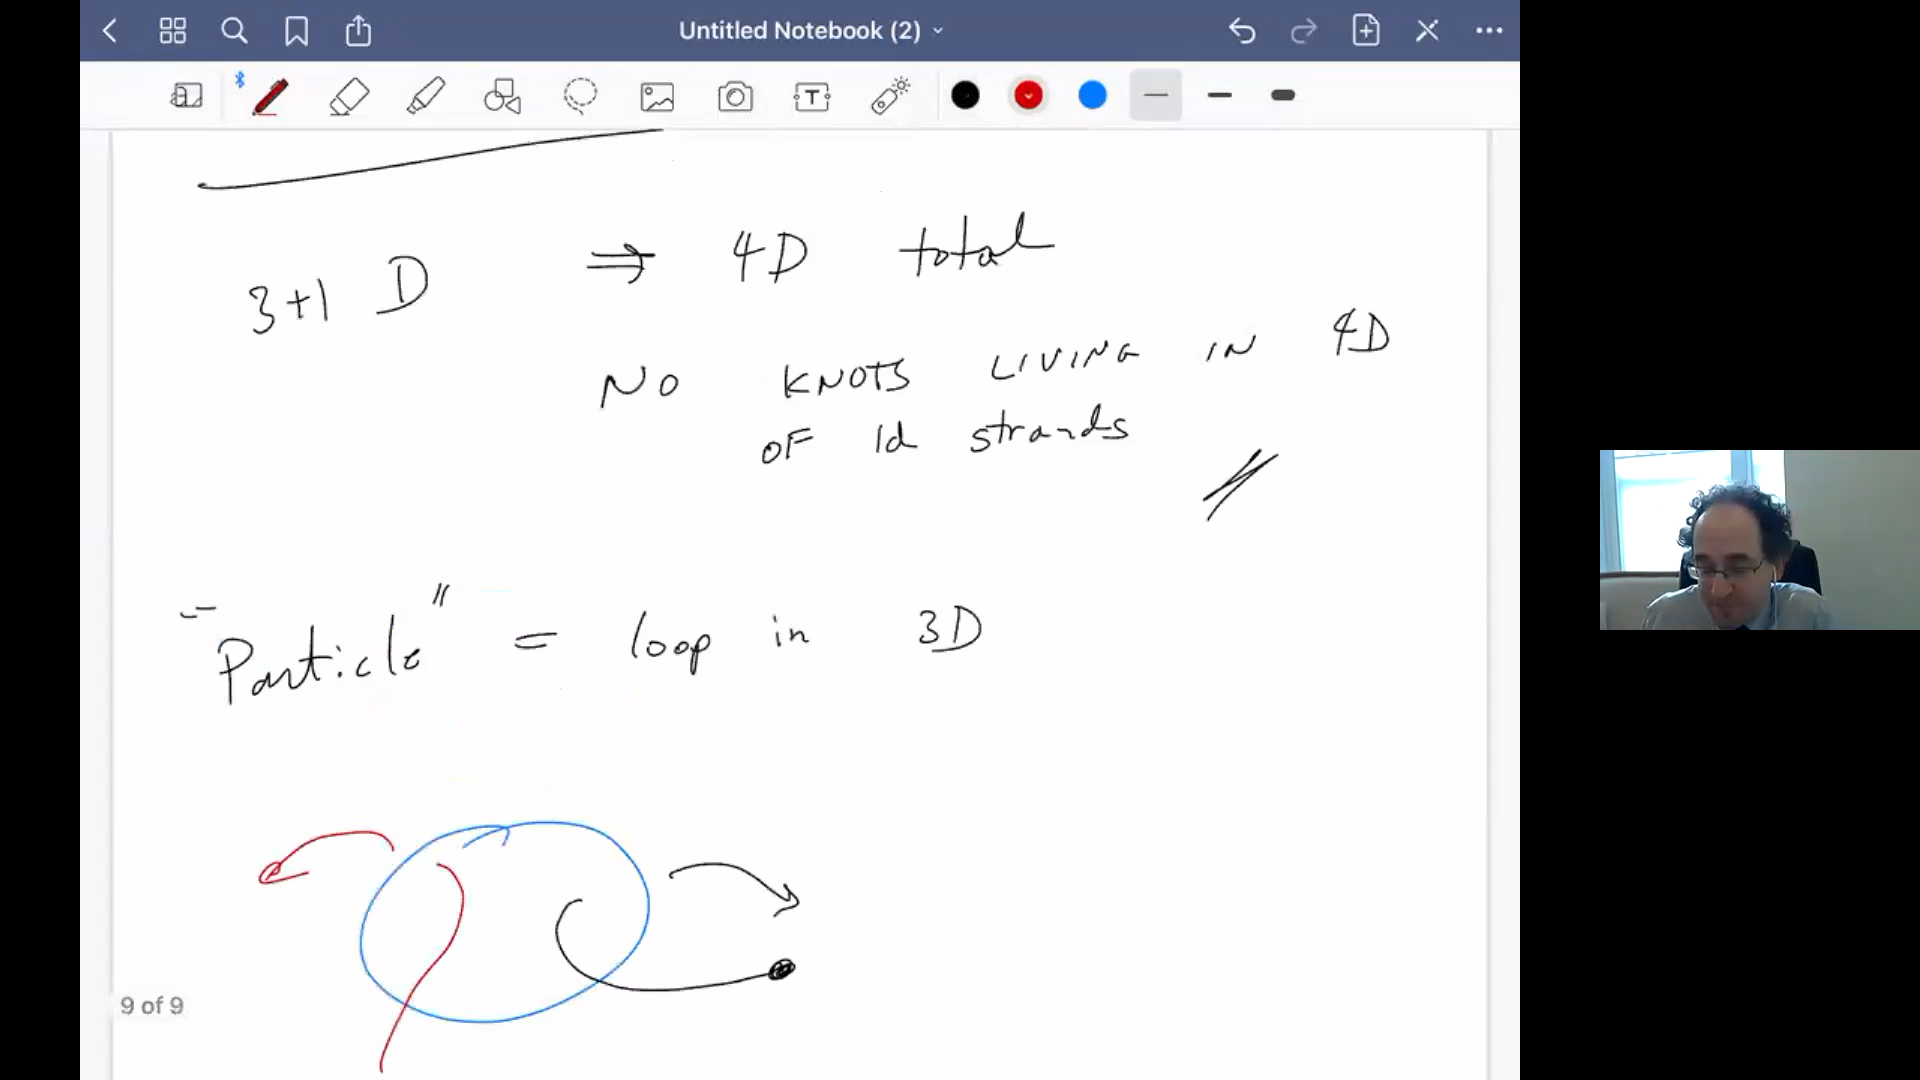 Untitled Notebook (2)
T
3+1 D ⇒ 4D total
NO KNOTS LIVING IN 4D
OF 1d strands
"Particle" = loop in 3D
9 of 9